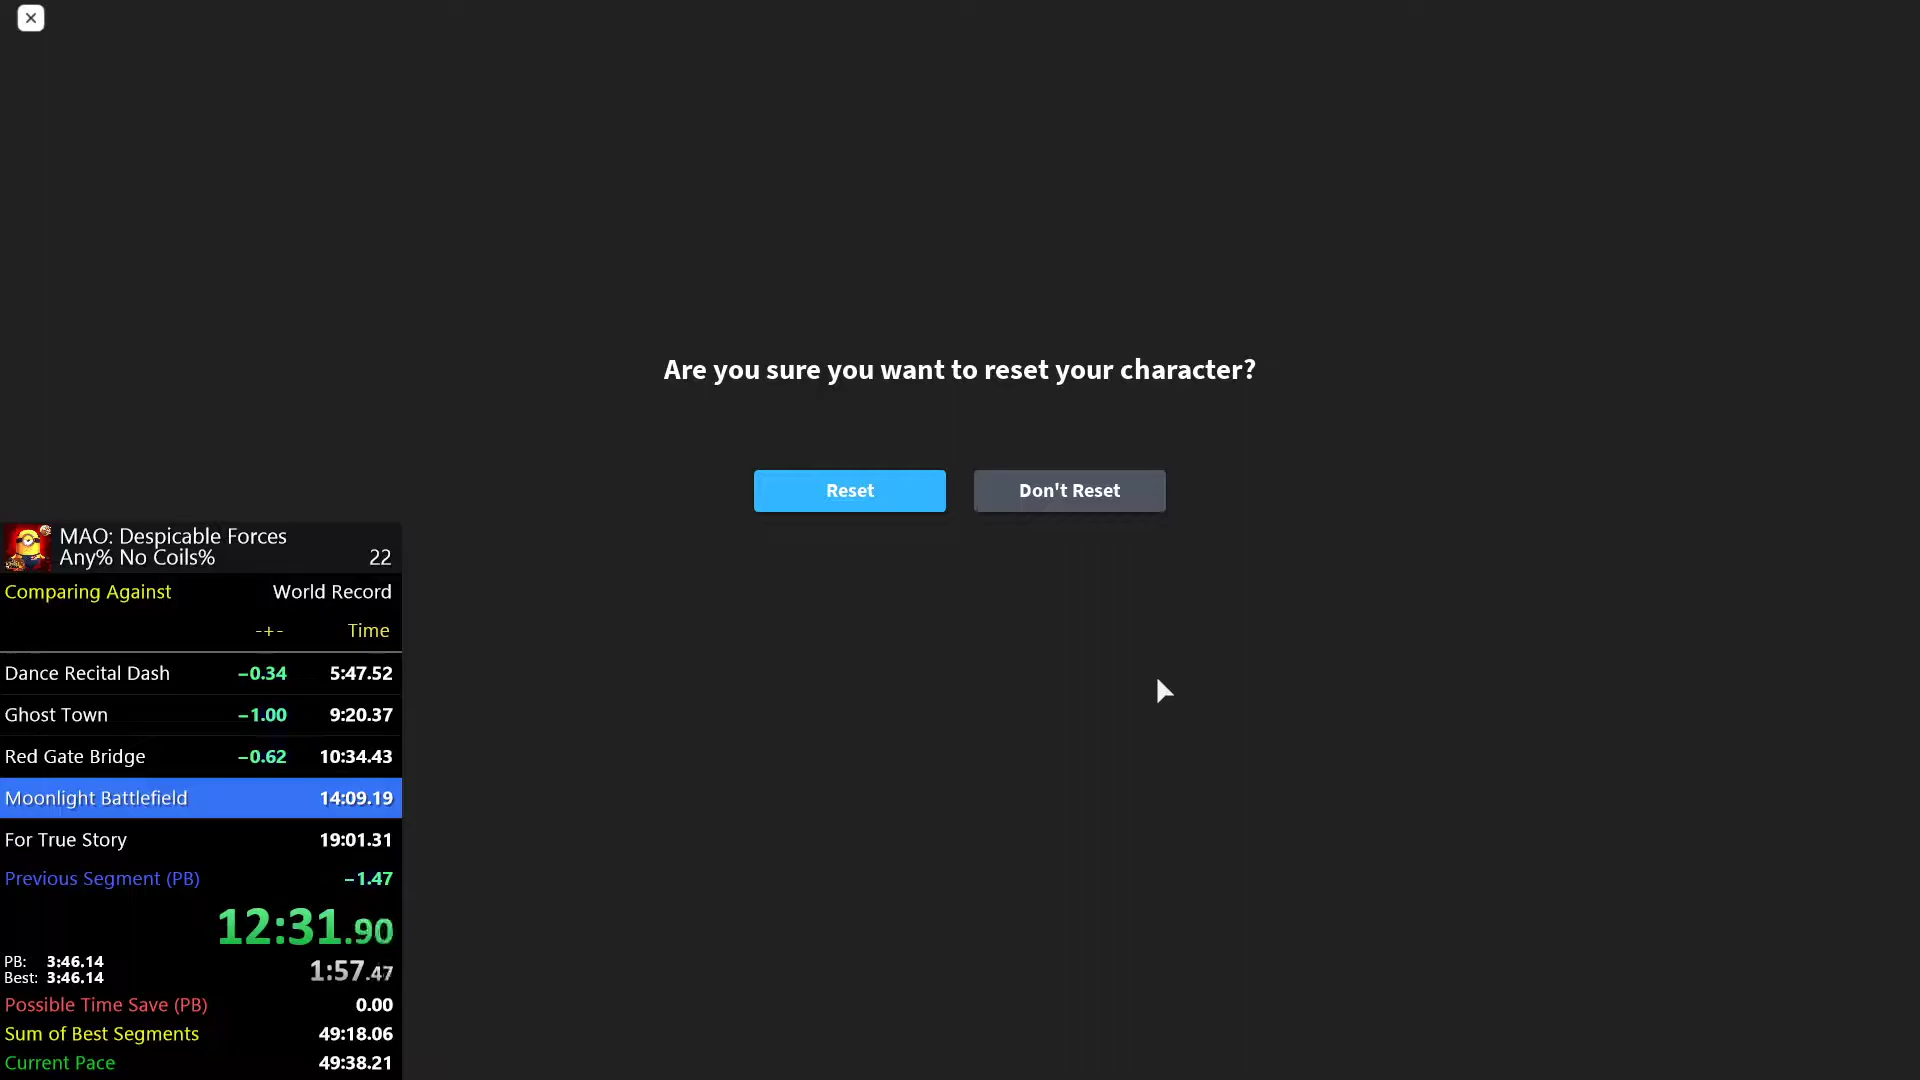 Are you sure you want to reset your character?
Reset Don't Reset
MAO: Despicable Forces
Any% No Coils% 22
Comparing Against World Record
-+- Time
Dance Recital Dash −0.34 5:47.52
Ghost Town −1.00 9:20.37
Red Gate Bridge −0.62 10:34.43
Moonlight Battlefield 14:09.19
For True Story 19:01.31
Previous Segment (PB) −1.47
12:31.90
PB: 3:46.14
Best: 3:46.14
1:57.47
Possible Time Save (PB) 0.00
Sum of Best Segments 49:18.06
Current Pace 49:38.21